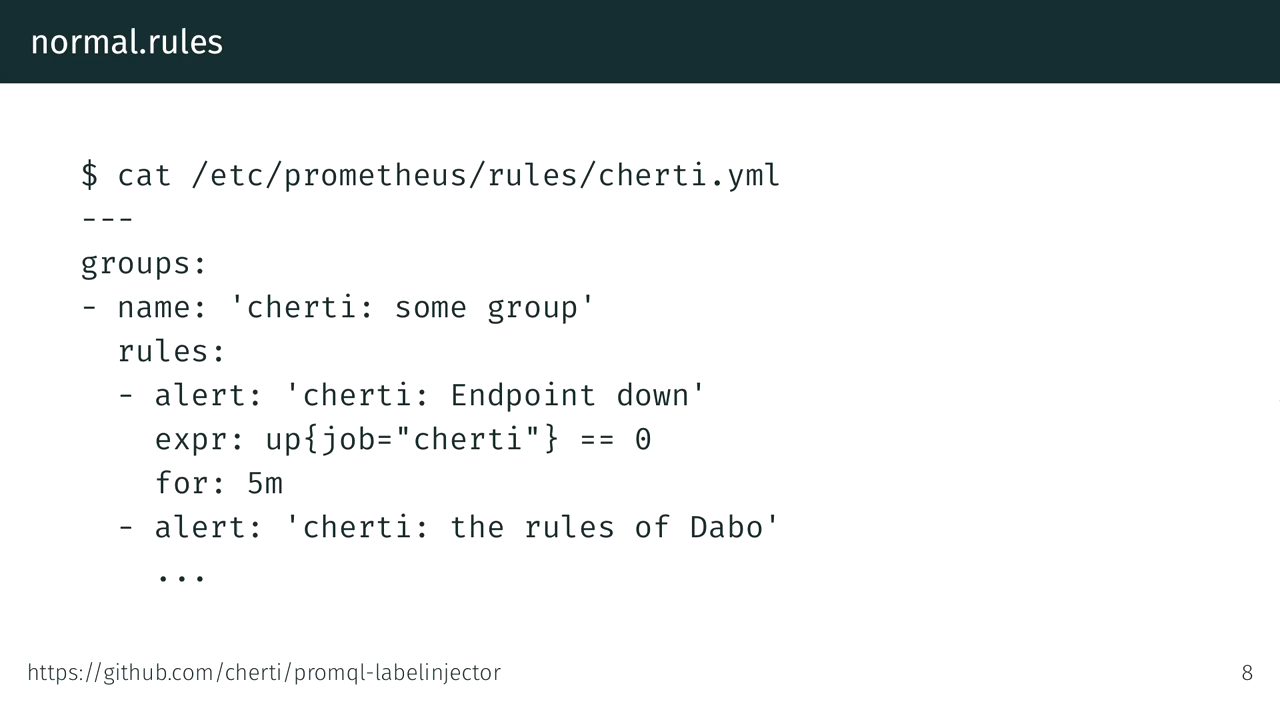 normal.rules
$ cat /etc/prometheus/rules/cherti.yml
---
groups:
- name: 'cherti: some group'
  rules:
  - alert: 'cherti: Endpoint down'
    expr: up{job="cherti"} == 0
    for: 5m
  - alert: 'cherti: the rules of Dabo'
    ...
https://github.com/cherti/promql-labelinjector
8